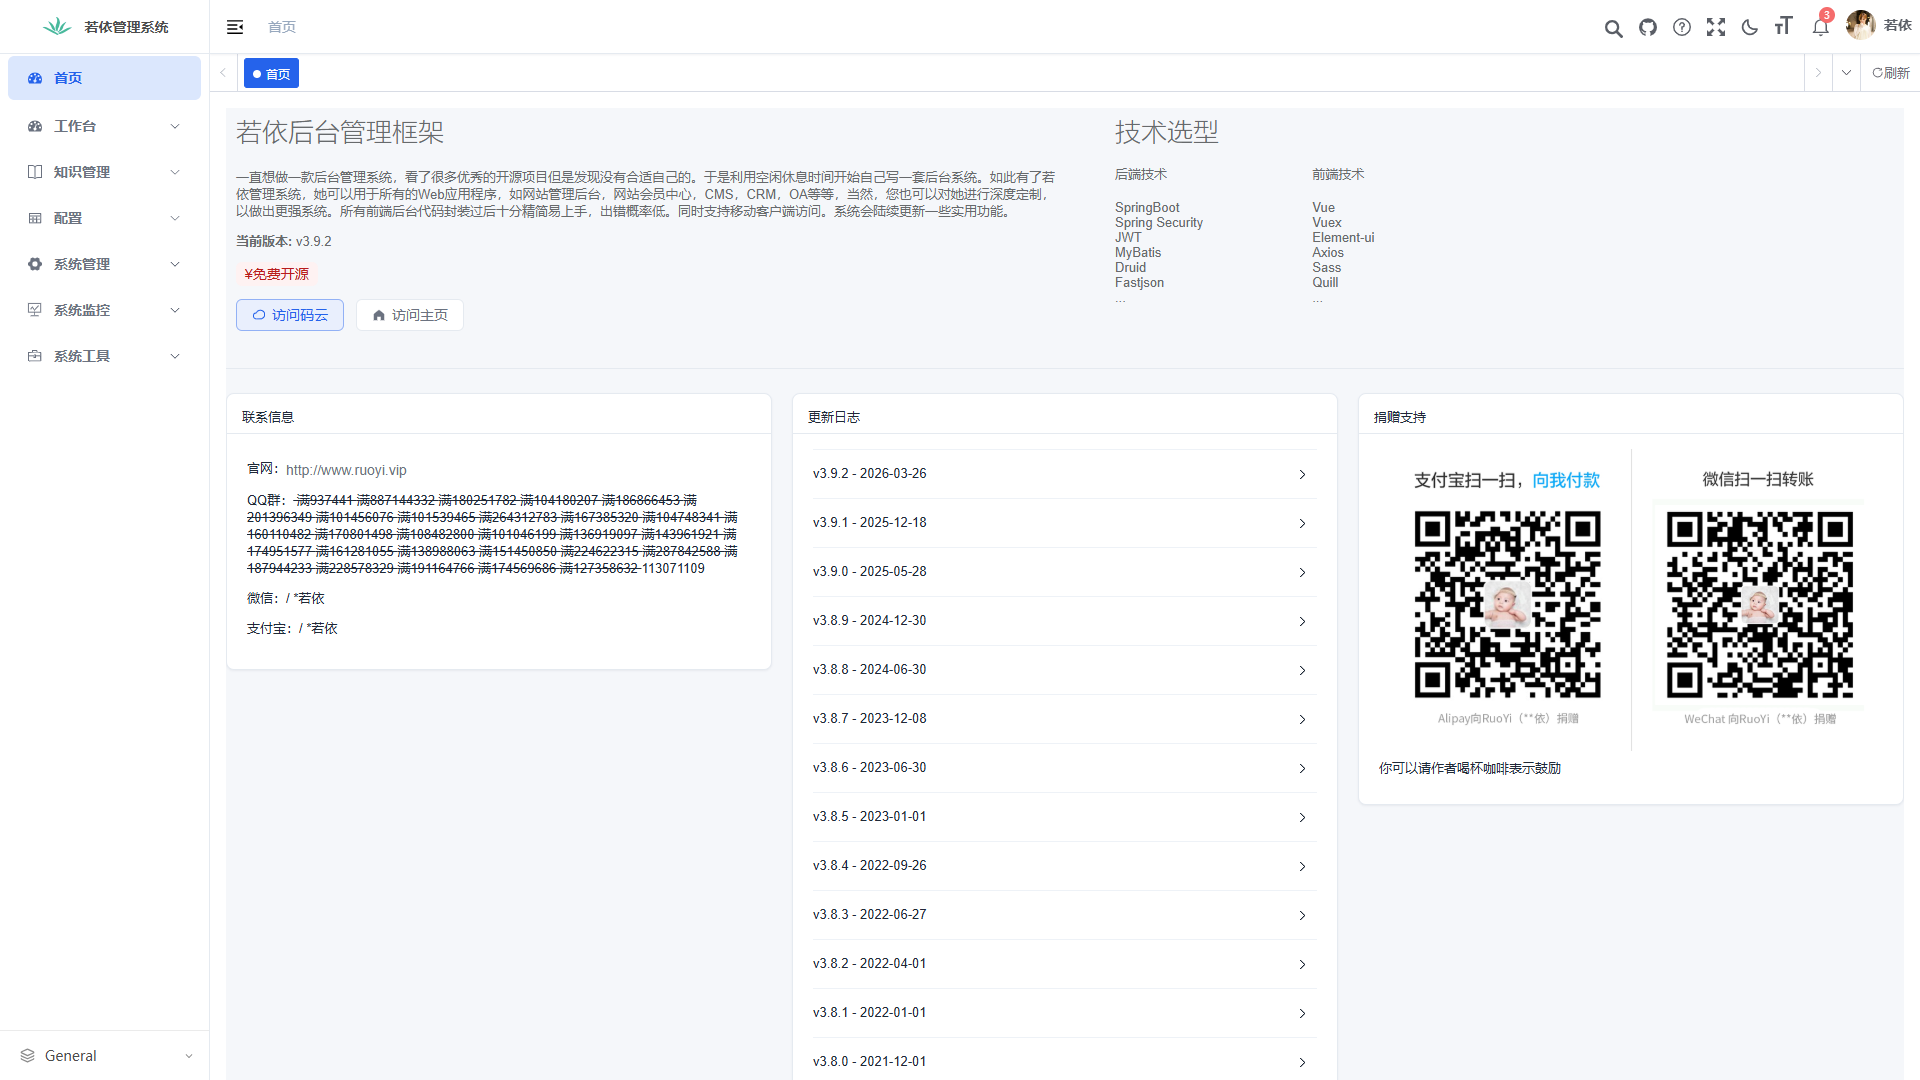 若依管理系统
首页
3
若依
首页
工作台
知识管理
配置
系统管理
系统监控
系统工具
General
首页
刷新
若依后台管理框架
一直想做一款后台管理系统，看了很多优秀的开源项目但是发现没有合适自己的。于是利用空闲休息时间开始自己写一套后台系统。如此有了若
依管理系统，她可以用于所有的Web应用程序，如网站管理后台，网站会员中心，CMS，CRM，OA等等，当然，您也可以对她进行深度定制，
以做出更强系统。所有前端后台代码封装过后十分精简易上手，出错概率低。同时支持移动客户端访问。系统会陆续更新一些实用功能。
当前版本: v3.9.2
¥免费开源
访问码云
访问主页
技术选型
后端技术
SpringBoot
Spring Security
JWT
MyBatis
Druid
Fastjson
...
前端技术
Vue
Vuex
Element-ui
Axios
Sass
Quill
...
联系信息
官网：http://www.ruoyi.vip
QQ群：满937441 满887144332 满180251782 满104180207 满186866453 满
201396349 满101456076 满101539465 满264312783 满167385320 满104748341 满
160110482 满170801498 满108482800 满101046199 满136919097 满143961921 满
174951577 满161281055 满138988063 满151450850 满224622315 满287842588 满
187944233 满228578329 满191164766 满174569686 满127358632 113071109
微信：/ *若依
支付宝：/ *若依
更新日志
v3.9.2 - 2026-03-26
v3.9.1 - 2025-12-18
v3.9.0 - 2025-05-28
v3.8.9 - 2024-12-30
v3.8.8 - 2024-06-30
v3.8.7 - 2023-12-08
v3.8.6 - 2023-06-30
v3.8.5 - 2023-01-01
v3.8.4 - 2022-09-26
v3.8.3 - 2022-06-27
v3.8.2 - 2022-04-01
v3.8.1 - 2022-01-01
v3.8.0 - 2021-12-01
捐赠支持
支付宝扫一扫，向我付款
Alipay向RuoYi（**依）捐赠
微信扫一扫转账
WeChat 向RuoYi（**依）捐赠
你可以请作者喝杯咖啡表示鼓励